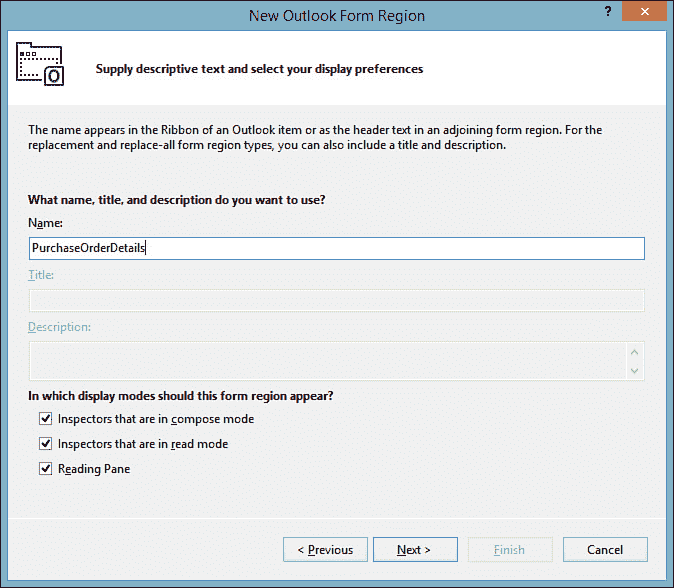 New Outlook Form Region
?
Supply descriptive text and select your display preferences
The name appears in the Ribbon of an Outlook item or as the header text in an adjoining form region. For the
replacement and replace-all form region types, you can also include a title and description.
What name, title, and description do you want to use?
Name:
PurchaseOrderDetails
Title:
Description:
In which display modes should this form region appear?
Inspectors that are in compose mode
Inspectors that are in read mode
Reading Pane
< Previous Next > Finish Cancel